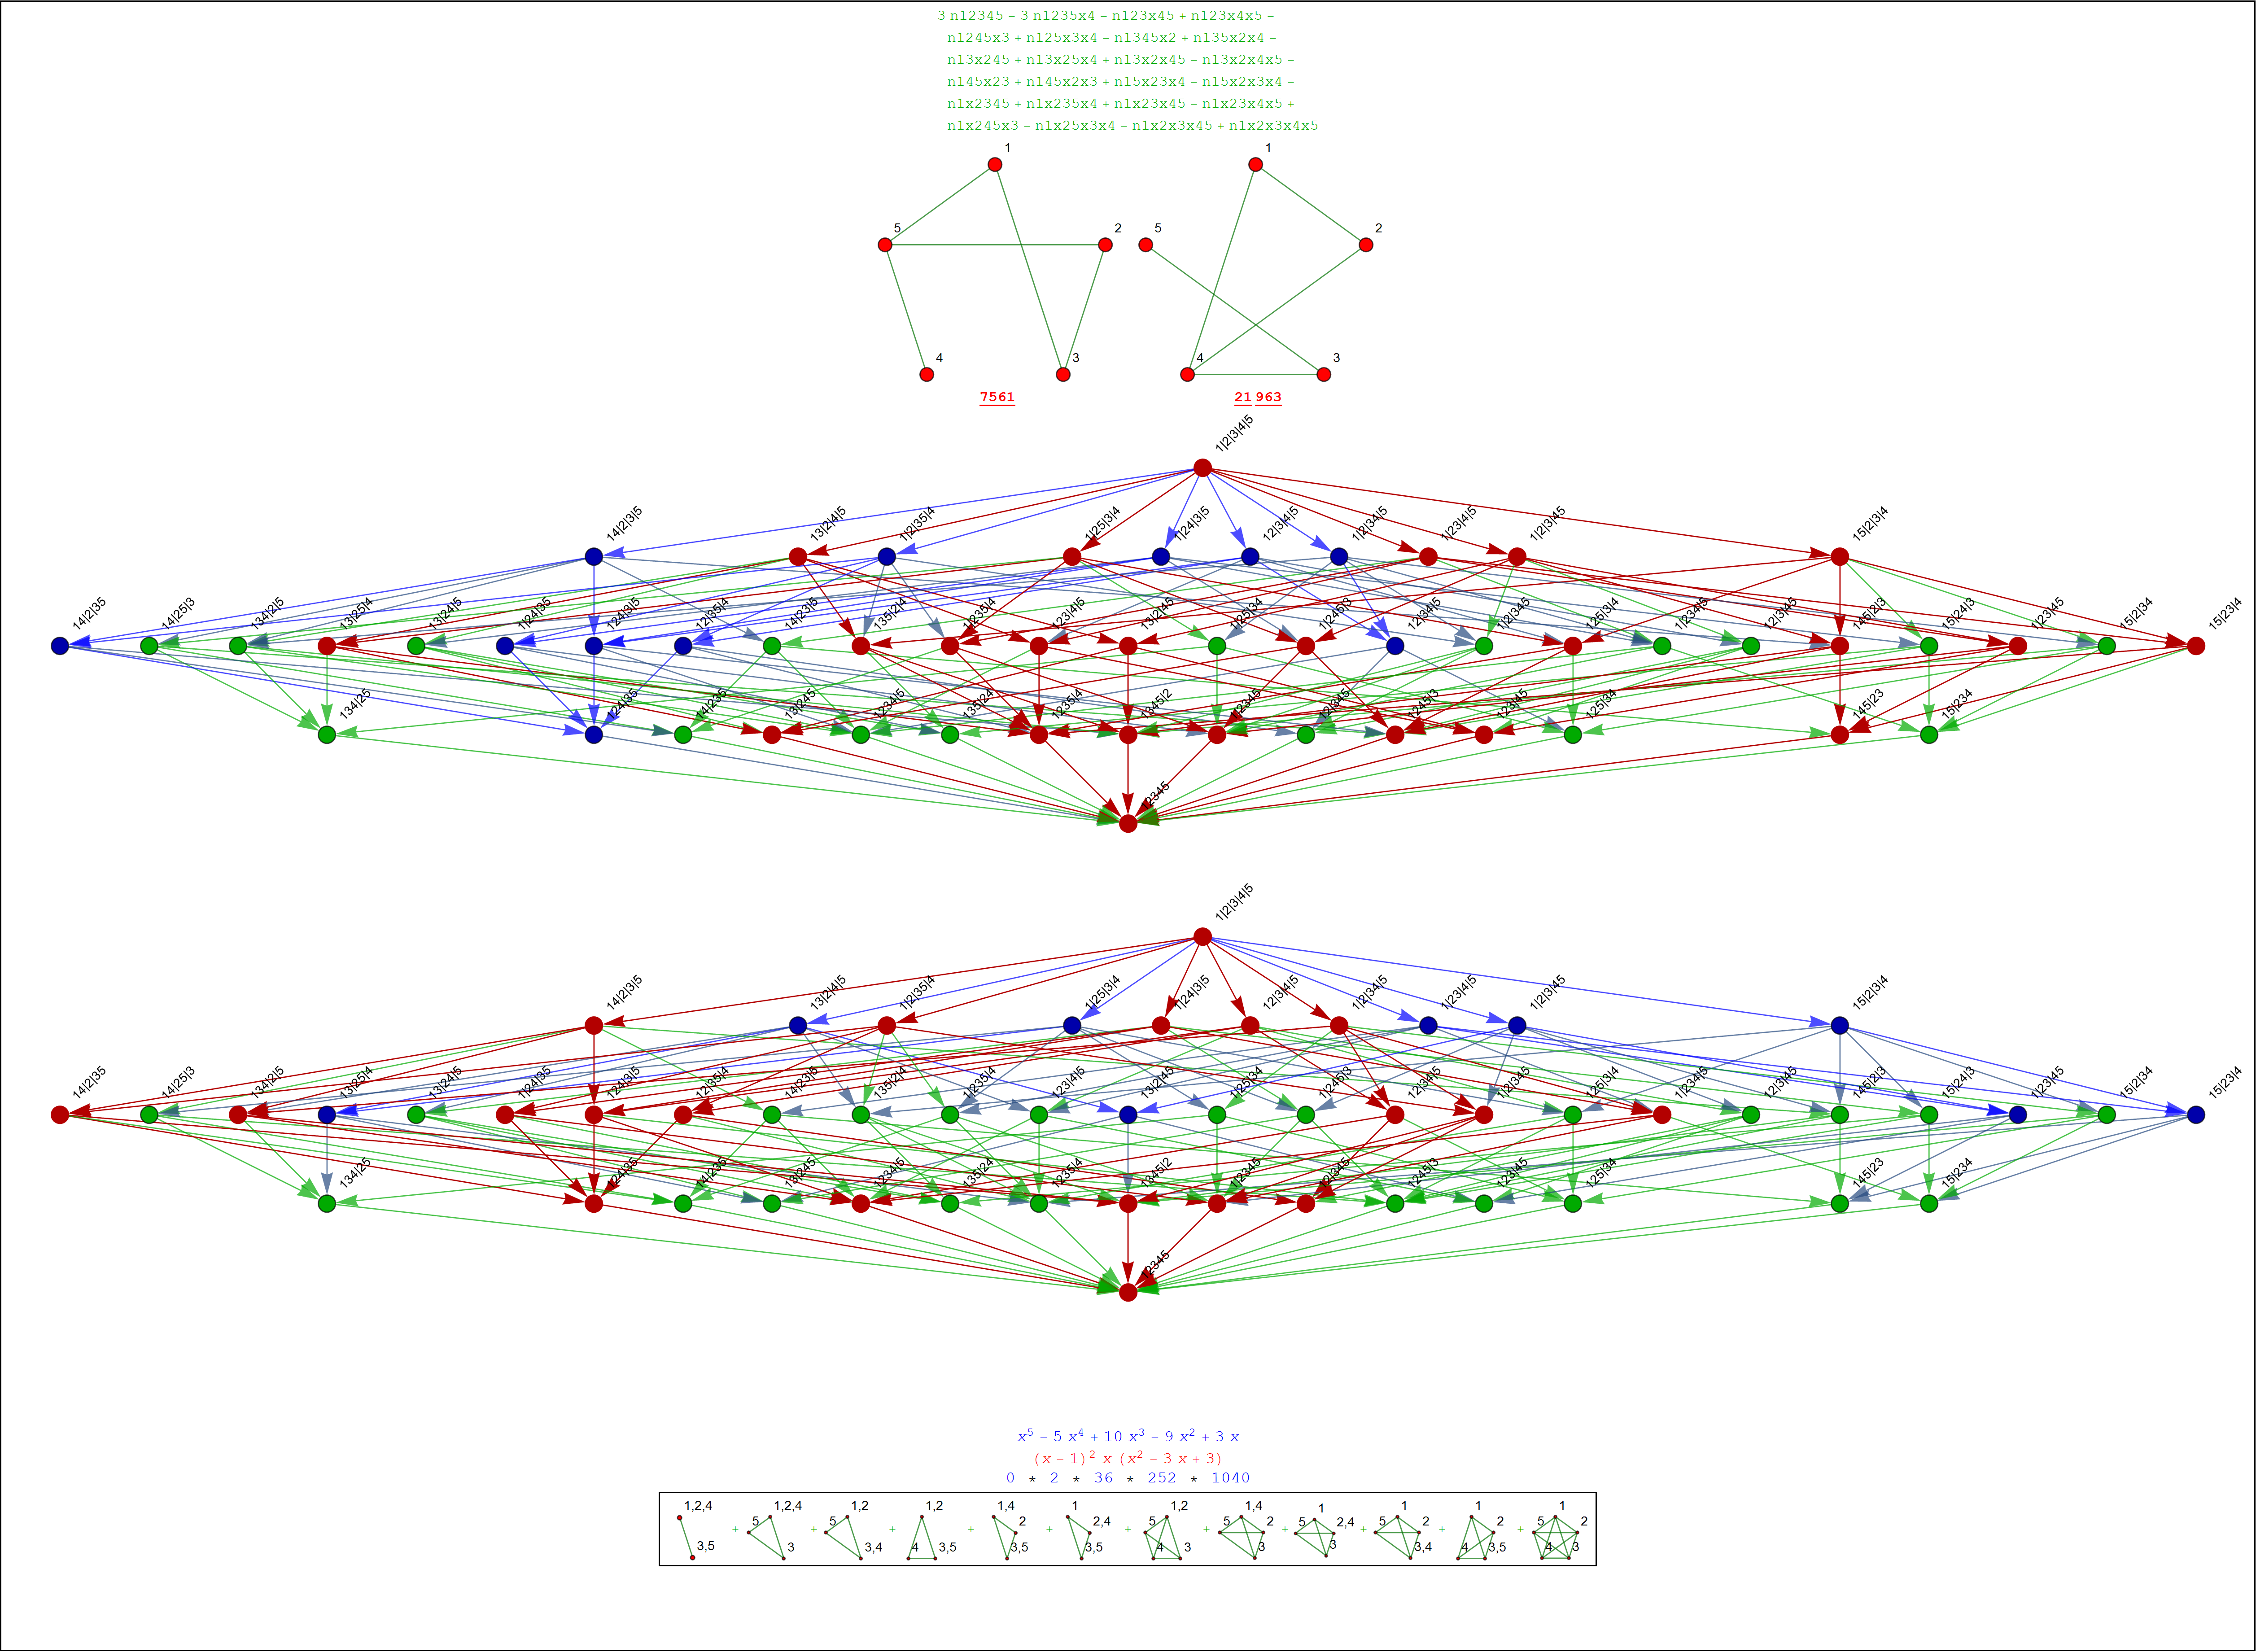 3 n12345 – 3 n1235x4 – n123x45 + n123x4x5 –
n1245x3 + n125x3x4 – n1345x2 + n135x2x4 –
n13x245 + n13x25x4 + n13x2x45 – n13x2x4x5 –
n145x23 + n145x2x3 + n15x23x4 – n15x2x3x4 –
n1x2345 + n1x235x4 + n1x23x45 – n1x23x4x5 +
n1x245x3 – n1x25x3x4 – n1x2x3x45 + n1x2x3x4x5
1 1
5 2 5 2
4 3 4 3
7561 21 963
1|2|3|4|5
14|2|3|5 13|2|4|5 1|2|35|4 1|25|3|4 1|24|3|5 12|3|4|5 1|2|34|5 1|23|4|5 1|2|3|45 15|2|3|4
14|2|35 14|25|3 134|2|5 13|25|4 13|24|5 1|24|35 124|3|5 12|35|4 14|23|5 135|2|4 1|235|4 123|4|5 13|2|45 1|25|34 1|245|3 12|34|5 1|2|345 125|3|4 1|234|5 12|3|45 145|2|3 15|24|3 1|23|45 15|2|34 15|23|4
134|25 124|35 14|235 13|245 1234|5 135|24 1235|4 1345|2 1|2345 12|345 1245|3 123|45 125|34 145|23 15|234
12345
1|2|3|4|5
14|2|3|5 13|2|4|5 1|2|35|4 1|25|3|4 1|24|3|5 12|3|4|5 1|2|34|5 1|23|4|5 1|2|3|45 15|2|3|4
14|2|35 14|25|3 134|2|5 13|25|4 13|24|5 1|24|35 124|3|5 12|35|4 14|23|5 135|2|4 1|235|4 123|4|5 13|2|45 1|25|34 1|245|3 12|34|5 1|2|345 125|3|4 1|234|5 12|3|45 145|2|3 15|24|3 1|23|45 15|2|34 15|23|4
134|25 124|35 14|235 13|245 1234|5 135|24 1235|4 1345|2 1|2345 12|345 1245|3 123|45 125|34 145|23 15|234
12345
x⁵ – 5 x⁴ + 10 x³ – 9 x² + 3 x
(x – 1)² x (x² – 3 x + 3)
0 * 2 * 36 * 252 * 1040
1,2,4 1,2,4 1,2 1,2 1,4 1 1,2 1,4 1 1 1 1
+ 5 + 5 + + 2 + 2,4 + 5 + 5 2 + 5 2,4 + 5 2 + 2 + 5 2
3,5 3 3,4 4 3,5 3,5 3,5 4 3 3 3 3,4 4 3,5 4 3